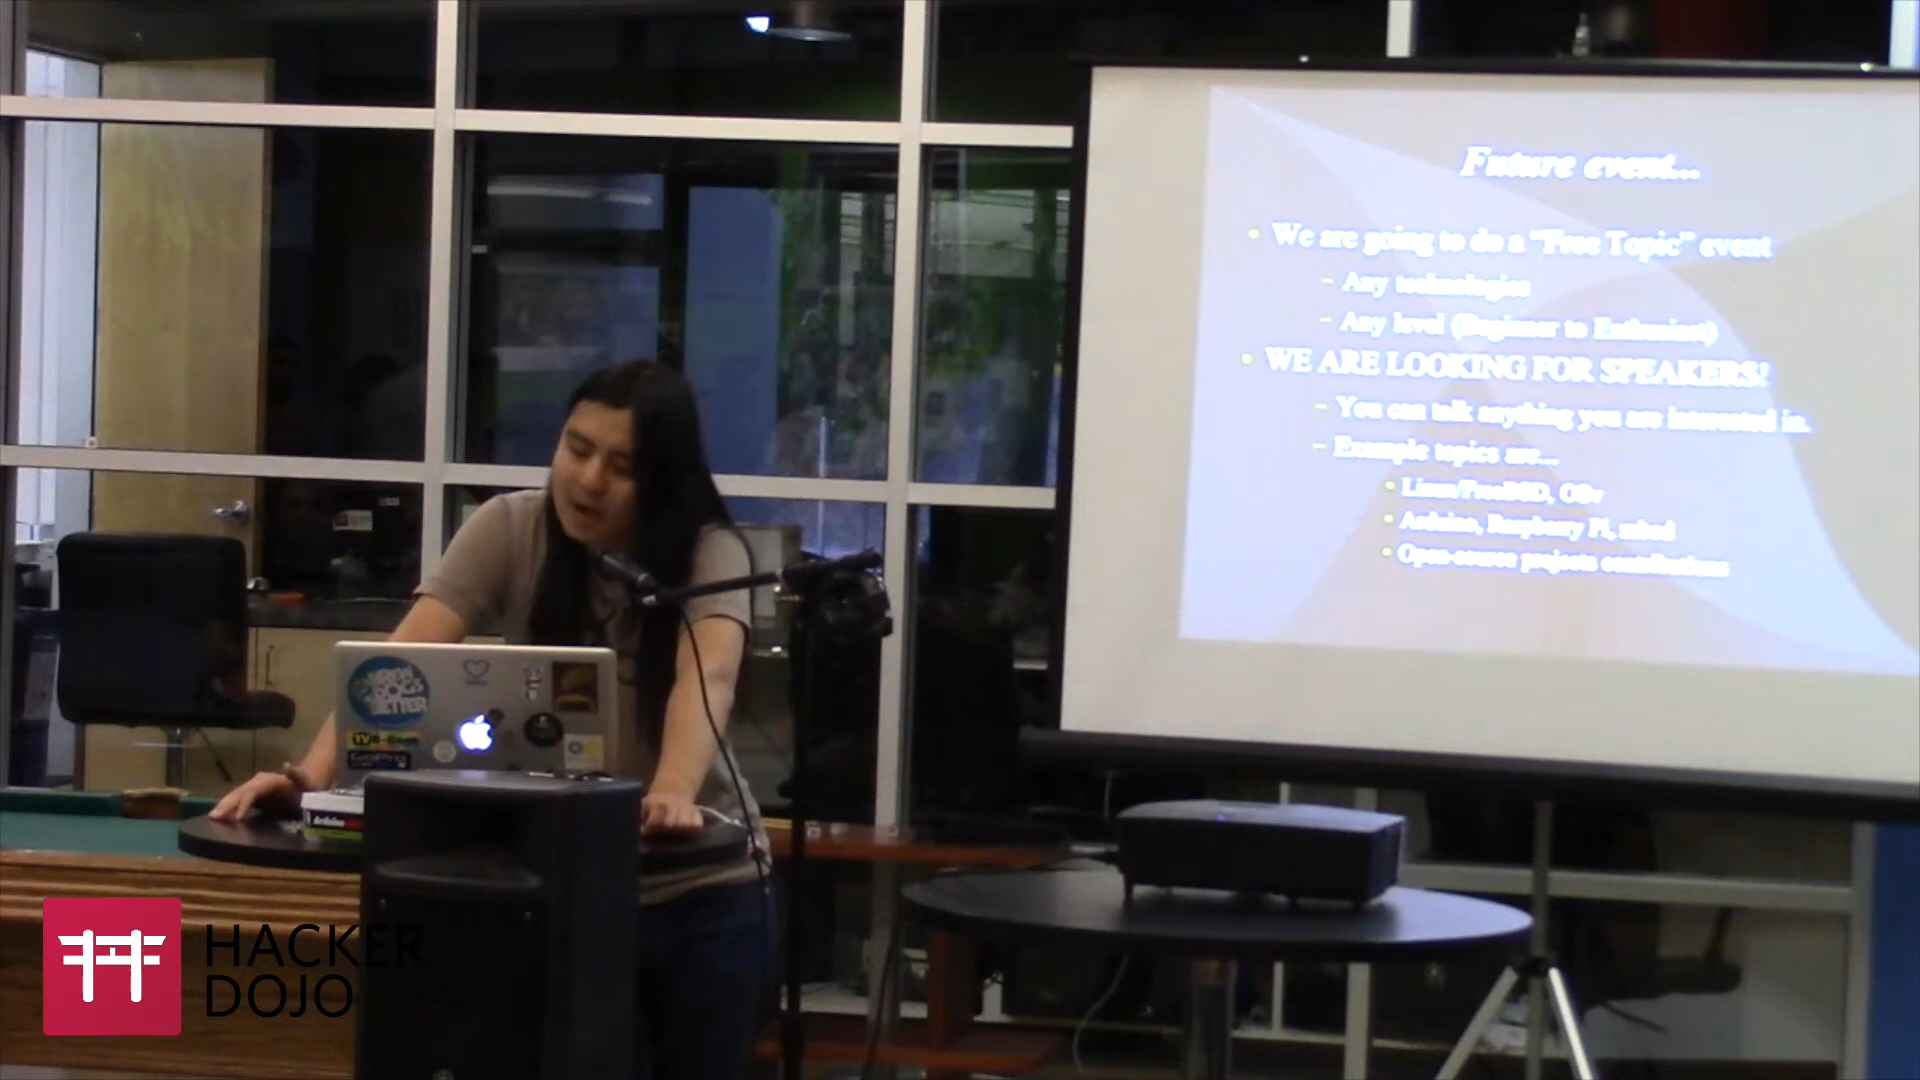 Future event...
We are going to do a “Free Topic” event
– Any technologies
– Any level (Beginner to Enthusiast)
WE ARE LOOKING FOR SPEAKERS!
– You can talk anything you are interested in.
– Example topics are...
Linux/FreeBSD, OSv
Arduino, Raspberry Pi, mbed
Open-source projects contributions
GoPro
Arduino
HACKER
DOJO